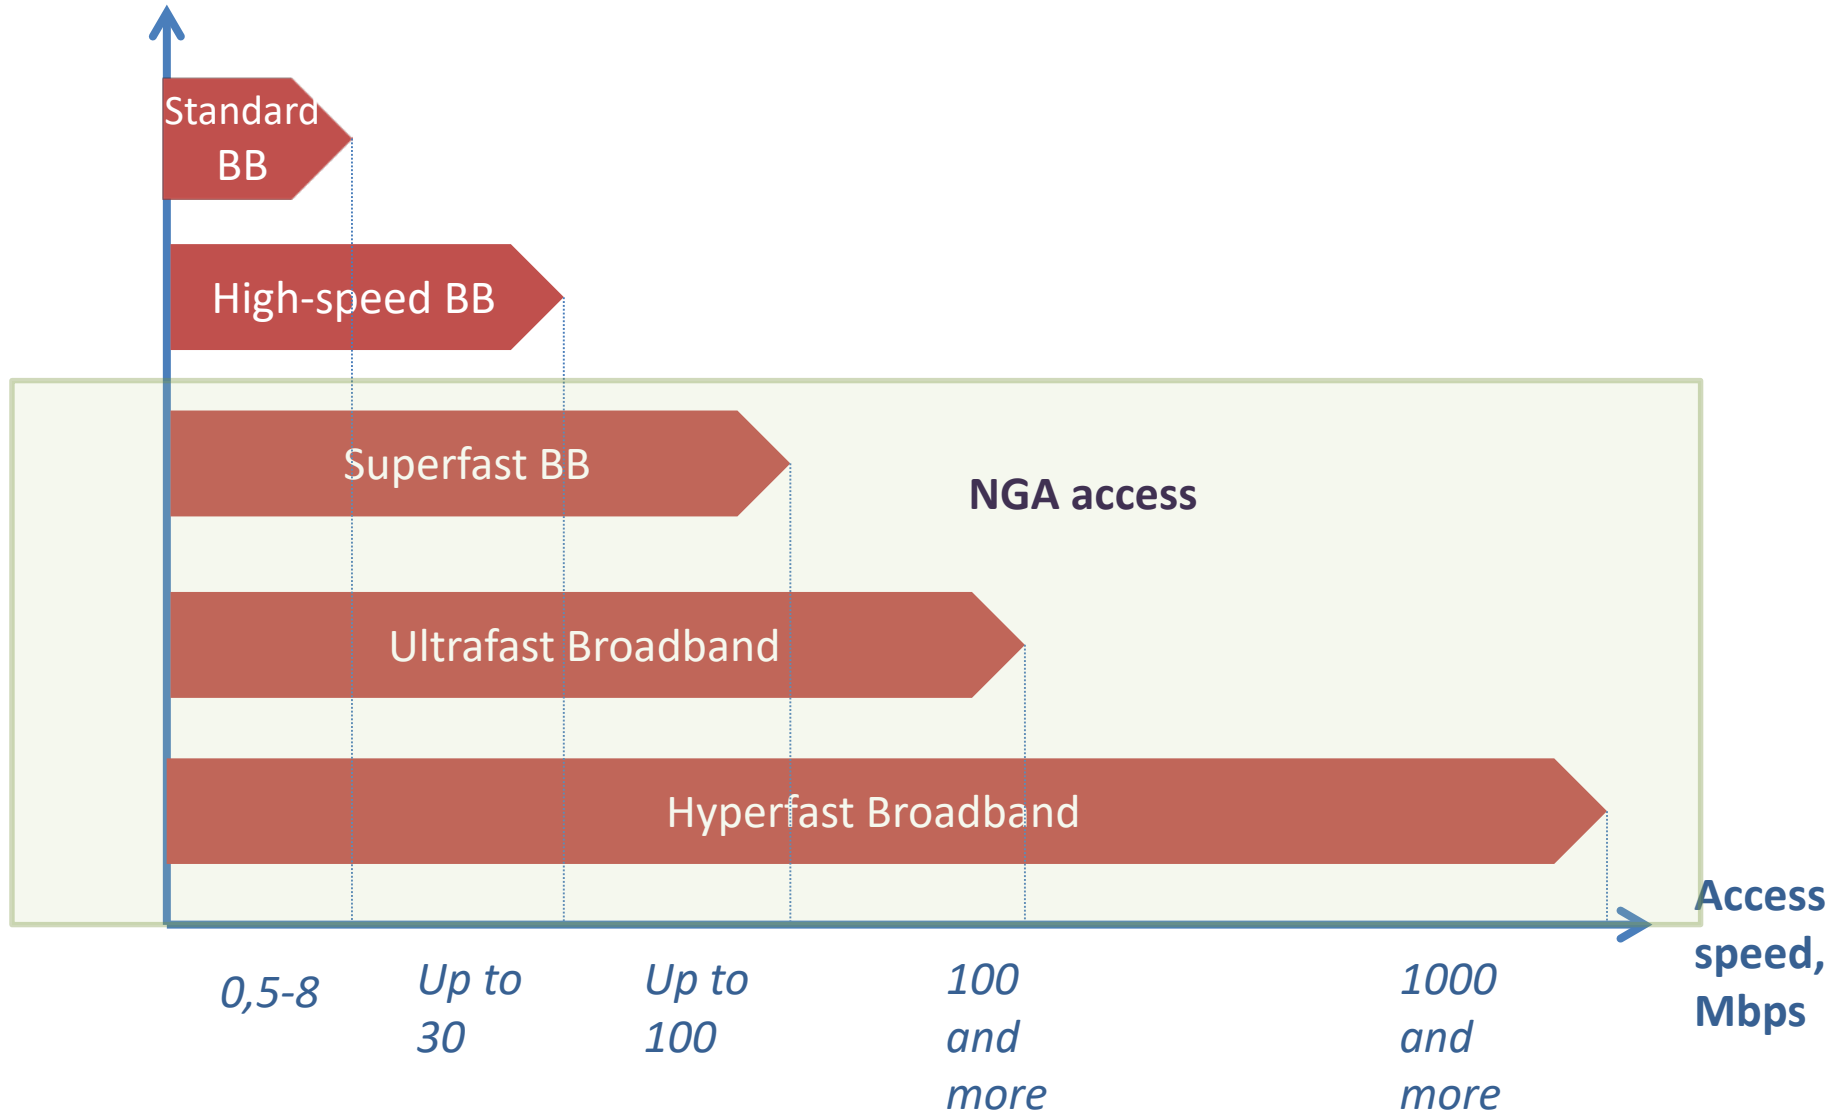 Standard
BB
High-speed BB
Superfast BB
NGA access
Ultrafast Broadband
Hyperfast Broadband
Access
speed,
Mbps
0,5-8
Up to
30
Up to
100
100
and
more
1000
and
more